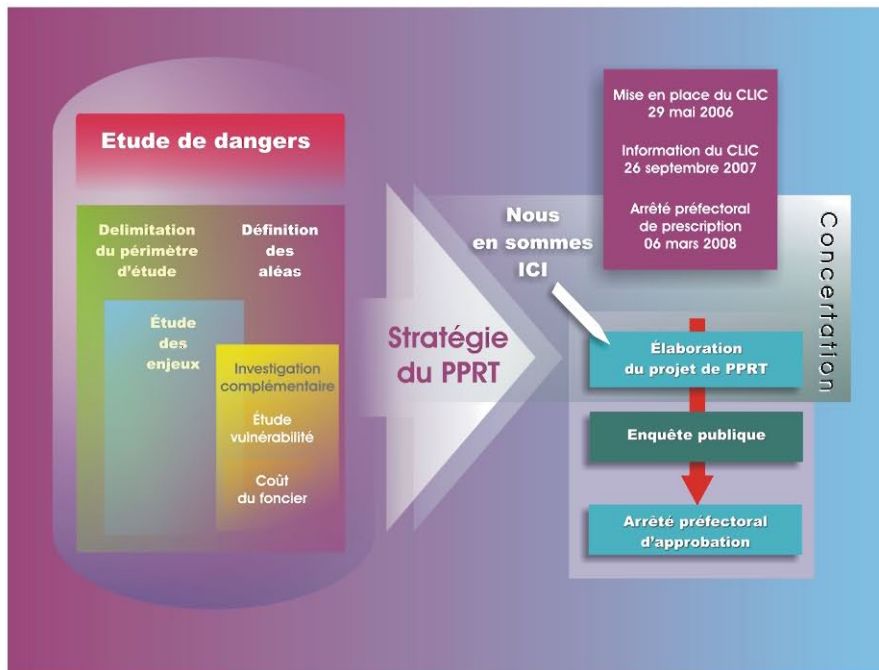 Etude de dangers
Delimitation
du périmètre
d'étude
Définition
des
aléas
Étude
des
enjeux
Investigation
complémentaire
Étude
vulnérabilité
Coût
du foncier
Stratégie
du PPRT
Nous
en sommes
ICI
Mise en place du CLIC
29 mai 2006
Information du CLIC
26 septembre 2007
Arrêté préfectoral
de prescription
06 mars 2008
Concertation
Élaboration
du projet de PPRT
Enquête publique
Arrêté préfectoral
d'approbation